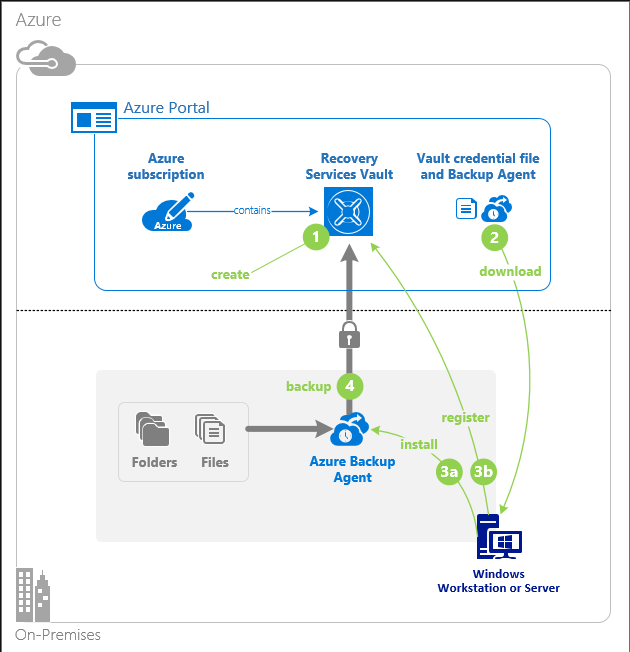 Azure
Azure Portal
Azure
subscription
Recovery
Services Vault
Vault credential file
and Backup Agent
Azure
contains
1
2
create
download
backup
4
register
install
3a
3b
Folders
Files
Azure Backup
Agent
Windows
Workstation or Server
On-Premises